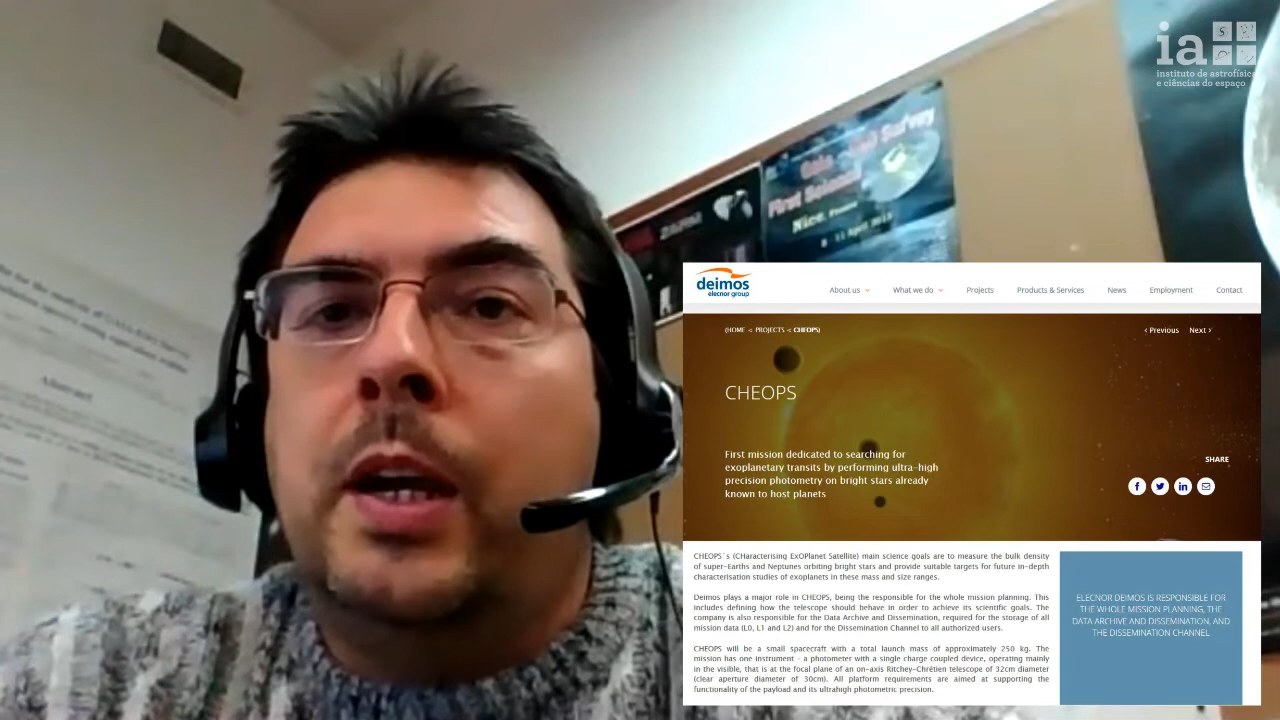 ia
instituto de astrofísica
e ciências do espaço
Gaia
Survey
First Science
Nice, France
Abstract
deimos
elecnor group
About us
What we do
Projects
Products & Services
News
Employment
Contact
(HOME < PROJECTS < CHEOPS)
‹ Previous Next ›
CHEOPS
First mission dedicated to searching for
exoplanetary transits by performing ultra-high
precision photometry on bright stars already
known to host planets
SHARE
CHEOPS´s (CHaracterising ExOPlanet Satellite) main science goals are to measure the bulk density
of super-Earths and Neptunes orbiting bright stars and provide suitable targets for future in-depth
characterisation studies of exoplanets in these mass and size ranges.
Deimos plays a major role in CHEOPS, being the responsible for the whole mission planning. This
includes defining how the telescope should behave in order to achieve its scientific goals. The
company is also responsible for the Data Archive and Dissemination, required for the storage of all
mission data (L0, L1 and L2) and for the Dissemination Channel to all authorized users.
CHEOPS will be a small spacecraft with a total launch mass of approximately 250 kg. The
mission has one instrument - a photometer with a single charge coupled device, operating mainly
in the visible, that is at the focal plane of an on-axis Ritchey-Chrétien telescope of 32cm diameter
(clear aperture diameter of 30cm). All platform requirements are aimed at supporting the
functionality of the payload and its ultrahigh photometric precision.
ELECNOR DEIMOS IS RESPONSIBLE FOR
THE WHOLE MISSION PLANNING, THE
DATA ARCHIVE AND DISSEMINATION, AND
THE DISSEMINATION CHANNEL